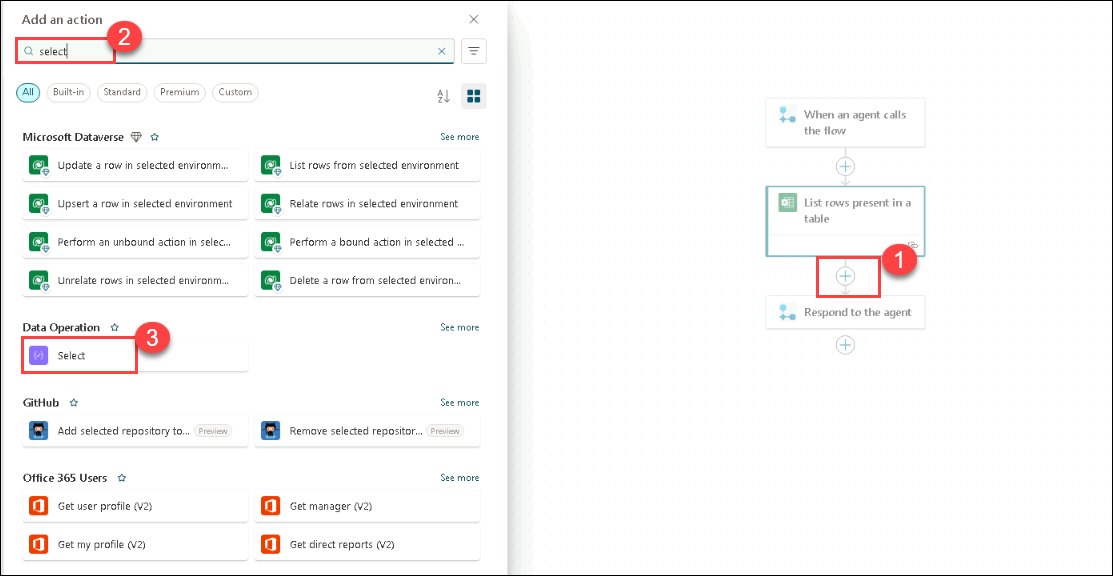 Add an action
2
select
All
Built-in
Standard
Premium
Custom
A
Z
Microsoft Dataverse
See more
Update a row in selected environm...
List rows from selected environment
Upsert a row in selected environment
Relate rows in selected environment
Perform an unbound action in selec...
Perform a bound action in selected ...
Unrelate rows in selected environment
Delete a row from selected environ...
Data Operation
3
See more
Select
GitHub
See more
Add selected repository to...
Preview
Remove selected repositor...
Preview
Office 365 Users
See more
Get user profile (V2)
Get manager (V2)
Get my profile (V2)
Get direct reports (V2)
When an agent calls
the flow
List rows present in a
table
1
Respond to the agent